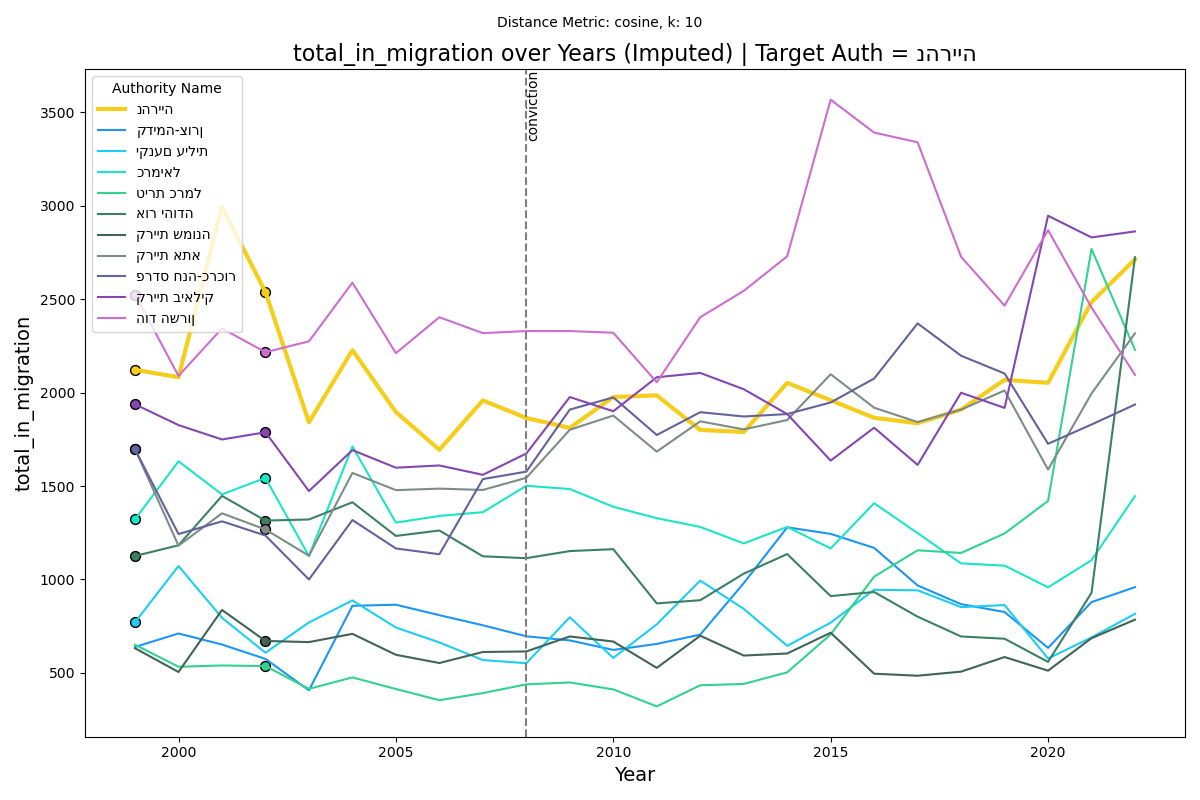 Distance Metric: cosine, k: 10
total_in_migration over Years (Imputed) | Target Auth = נהרייה
Authority Name
נהרייה
קדימה-צורן
יקנעם עילית
כרמיאל
טירת כרמל
אור יהודה
קריית שמונה
קריית אתא
פרדס חנה-כרכור
קריית ביאליק
הוד השרון
conviction
3500
3000
2500
2000
1500
1000
500
total_in_migration
2000
2005
2010
2015
2020
Year